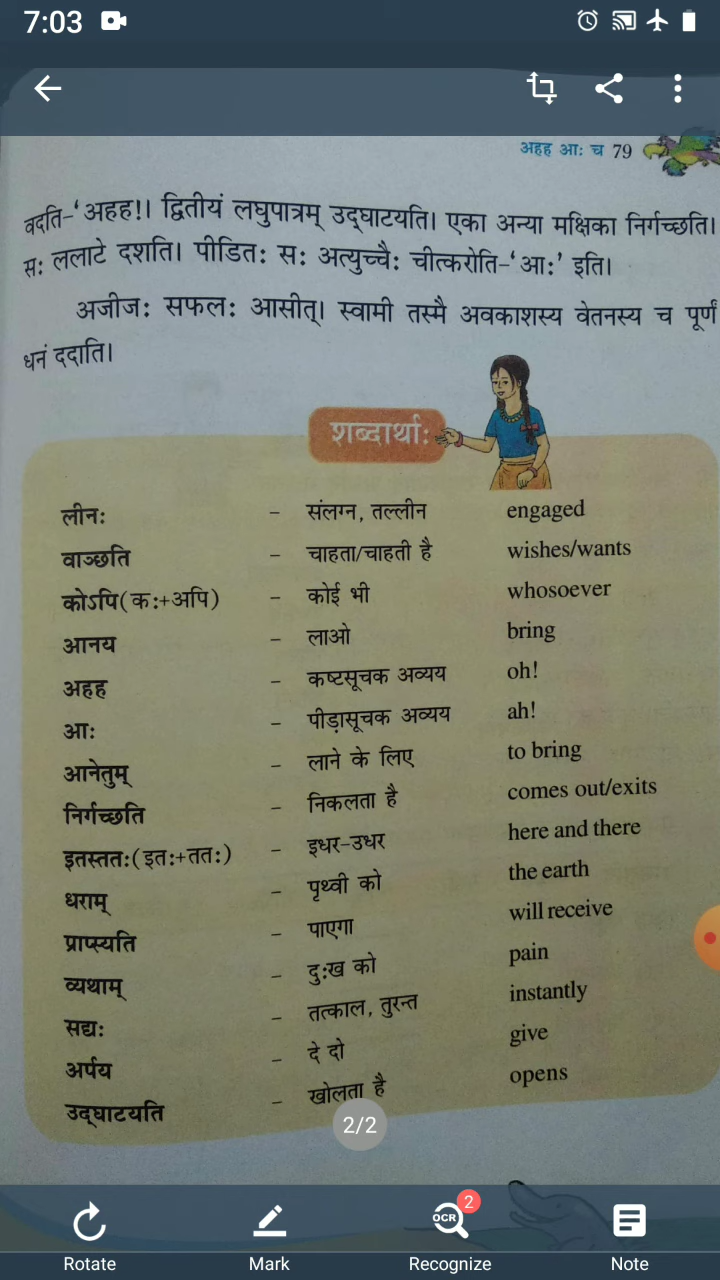 7:03
अहह आः च 79
वदति-‘अहह!। द्वितीयं लघुपात्रम् उद्घाटयति। एका अन्या मक्षिका निर्गच्छति।
सः ललाटे दशति। पीडितः सः अत्युच्चैः चीत्करोति-‘आः’ इति।
अजीजः सफलः आसीत्। स्वामी तस्मै अवकाशस्य वेतनस्य च पूर्णं
धनं ददाति।
शब्दार्थाः
लीनः – संलग्न, तल्लीन engaged
वाञ्छति – चाहता/चाहती है wishes/wants
कोऽपि(कः+अपि) – कोई भी whosoever
आनय – लाओ bring
अहह – कष्टसूचक अव्यय oh!
आः – पीड़ासूचक अव्यय ah!
आनेतुम् – लाने के लिए to bring
निर्गच्छति – निकलता है comes out/exits
इतस्ततः(इतः+ततः) – इधर-उधर here and there
धराम् – पृथ्वी को the earth
प्राप्स्यति – पाएगा will receive
व्यथाम् – दुःख को pain
सद्यः – तत्काल, तुरन्त instantly
अर्पय – दे दो give
उद्घाटयति – खोलता है opens
2/2
OCR 2
Rotate Mark Recognize Note